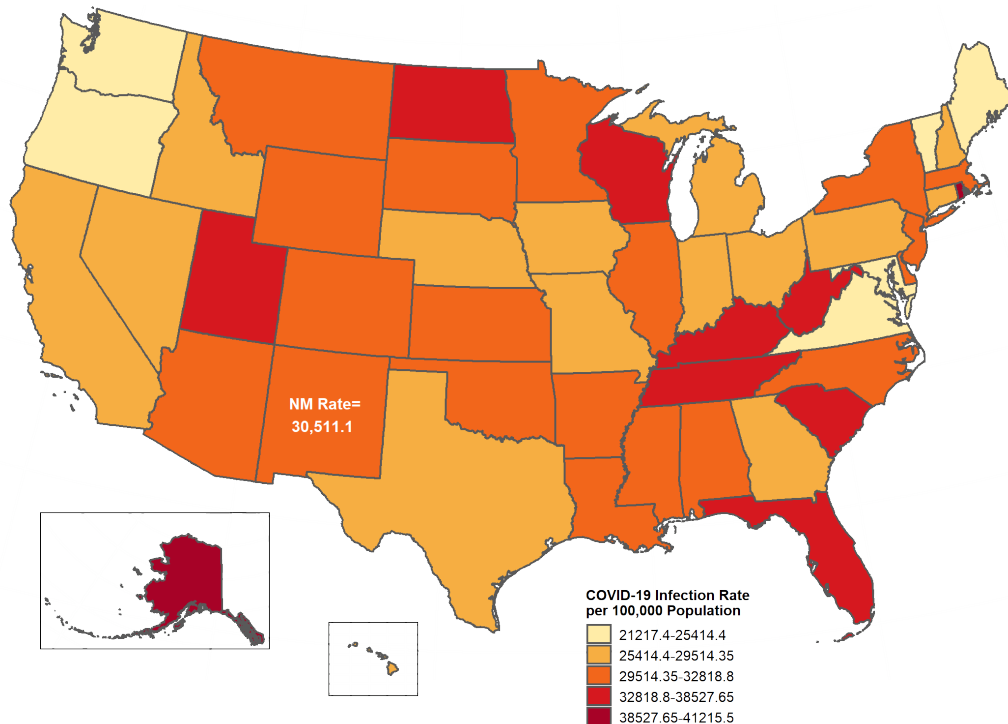 NM Rate=
30,511.1
COVID-19 Infection Rate
per 100,000 Population
21217.4-25414.4
25414.4-29514.35
29514.35-32818.8
32818.8-38527.65
38527.65-41215.5